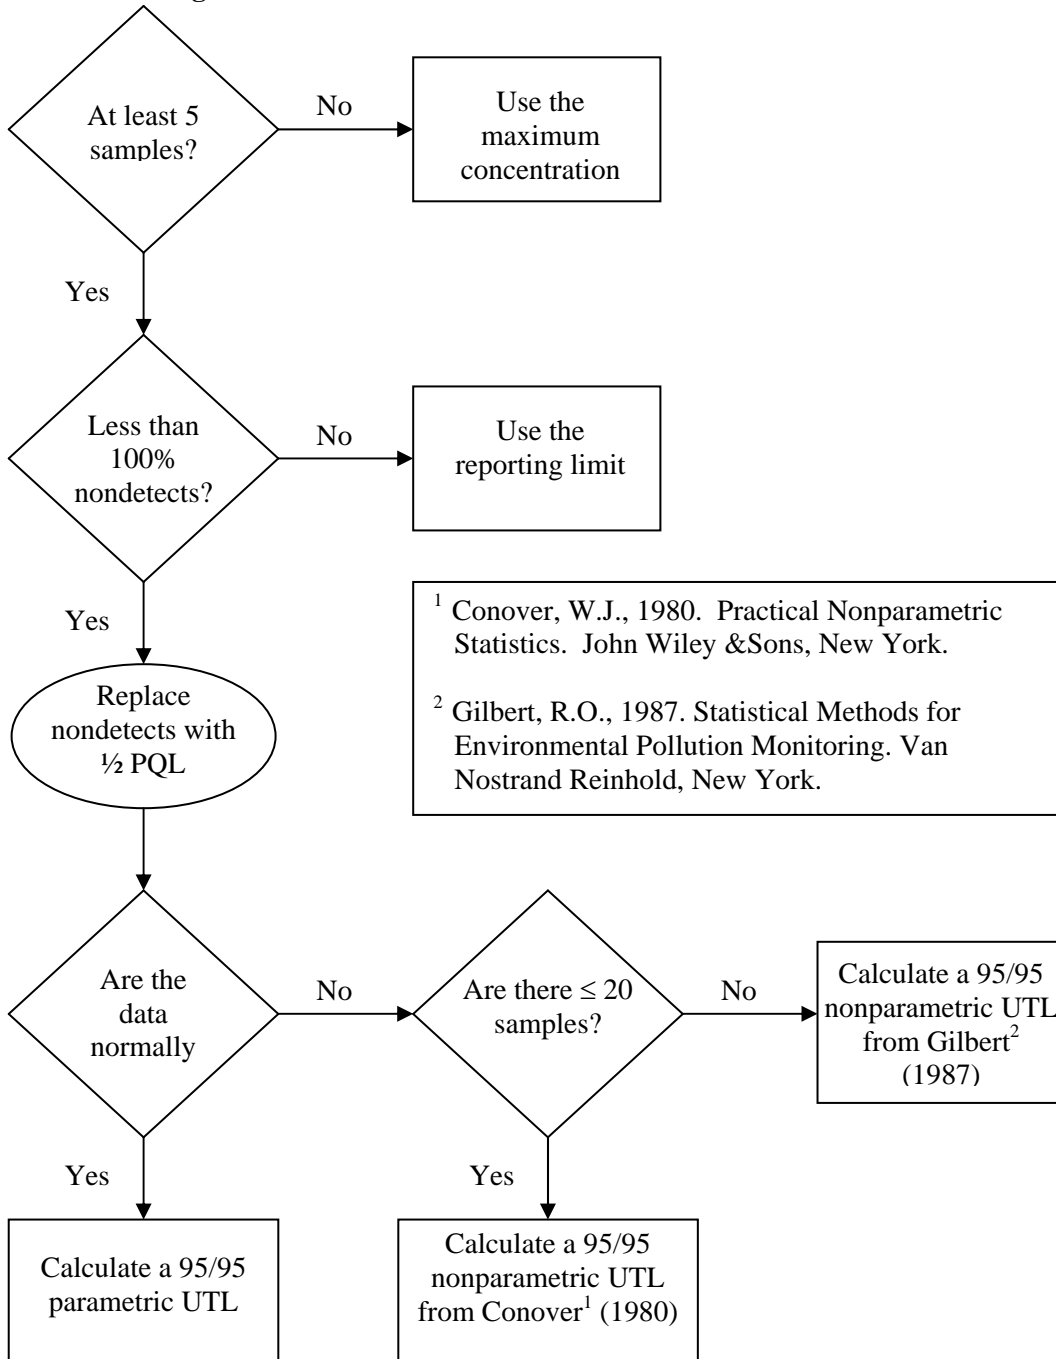 At least 5
samples?
No
Use the
maximum
concentration
Yes
Less than
100%
nondetects?
No
Use the
reporting limit
Yes
1 Conover, W.J., 1980. Practical Nonparametric
Statistics. John Wiley &Sons, New York.
2 Gilbert, R.O., 1987. Statistical Methods for
Environmental Pollution Monitoring. Van
Nostrand Reinhold, New York.
Replace
nondetects with
½ PQL
Are the
data
normally
No
Are there ≤ 20
samples?
No
Calculate a 95/95
nonparametric UTL
from Gilbert2
(1987)
Yes
Yes
Calculate a 95/95
parametric UTL
Calculate a 95/95
nonparametric UTL
from Conover1 (1980)